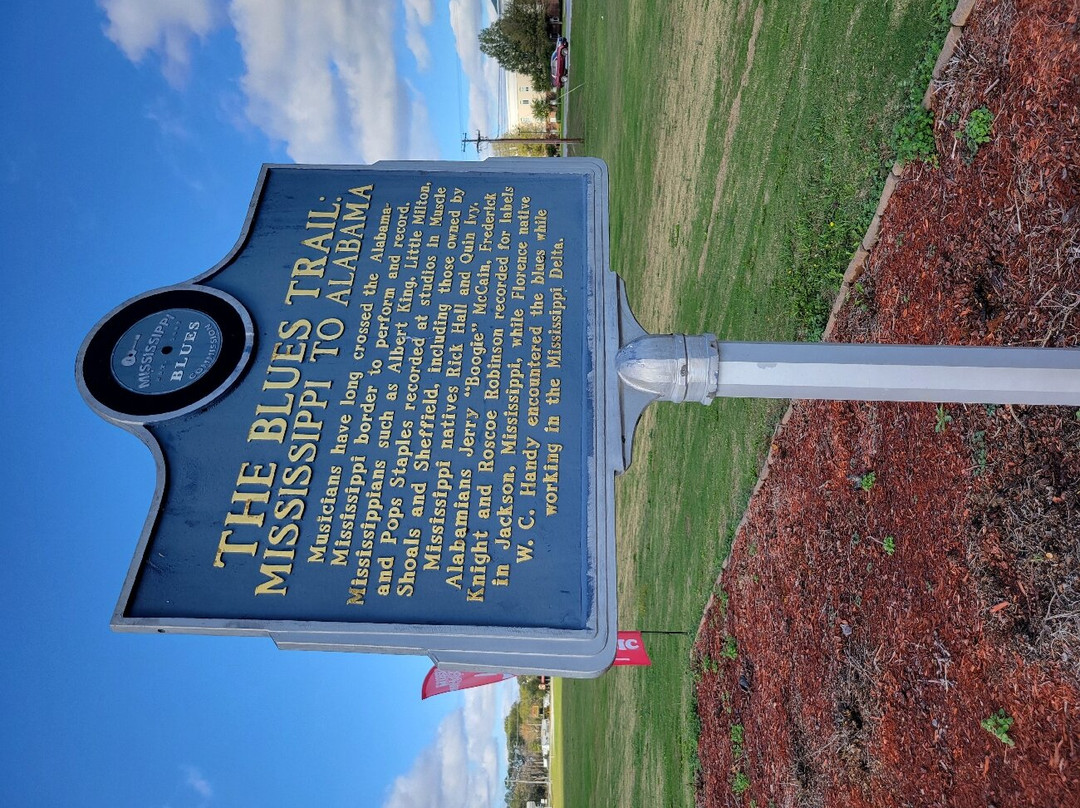 MISSISSIPPI
BLUES
COMMISSION
THE BLUES TRAIL:
MISSISSIPPI TO ALABAMA
Musicians have long crossed the Alabama-
Mississippi border to perform and record.
Mississippians such as Albert King, Little Milton,
and Pops Staples recorded at studios in Muscle
Shoals and Sheffield, including those owned by
Mississippi natives Rick Hall and Quin Ivy.
Alabamians Jerry “Boogie” McCain, Frederick
Knight and Roscoe Robinson recorded for labels
in Jackson, Mississippi, while Florence native
W. C. Handy encountered the blues while
working in the Mississippi Delta.